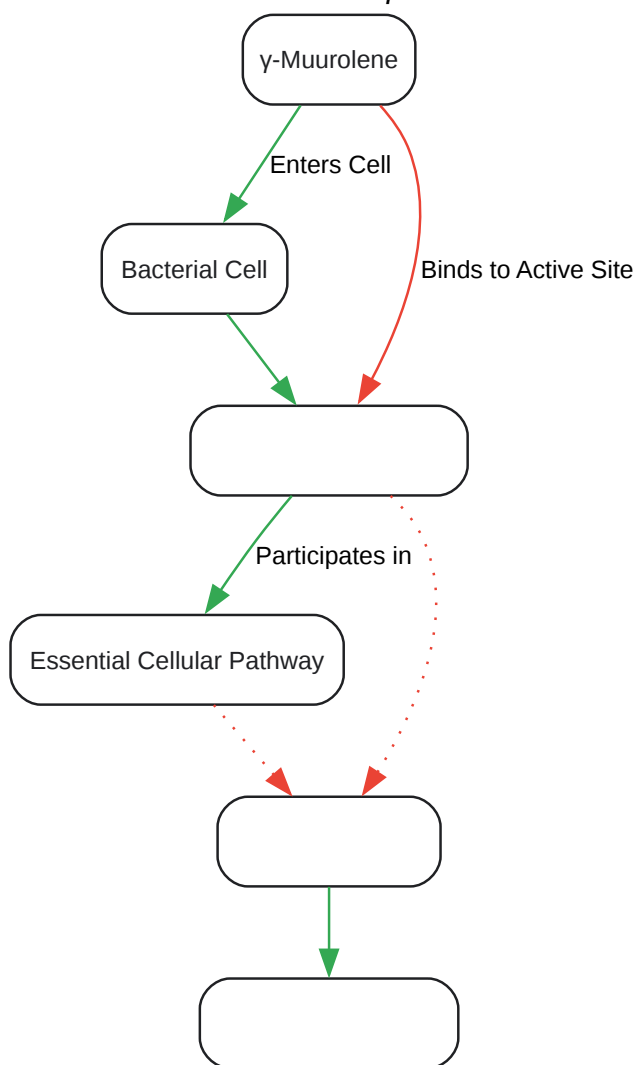 γ-Muurolene
Enters Cell
Bacterial Cell
Binds to Active Site
Participates in
Essential Cellular Pathway